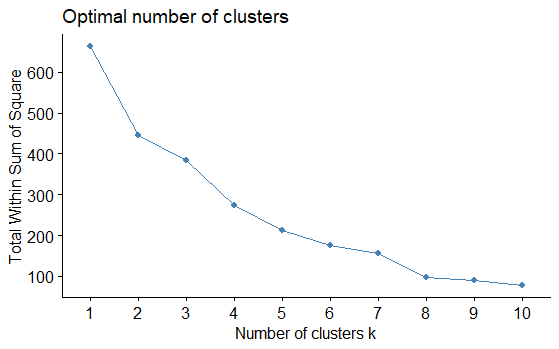 Optimal number of clusters
Total Within Sum of Square
600
500
400
300
200
100
1 2 3 4 5 6 7 8 9 10
Number of clusters k